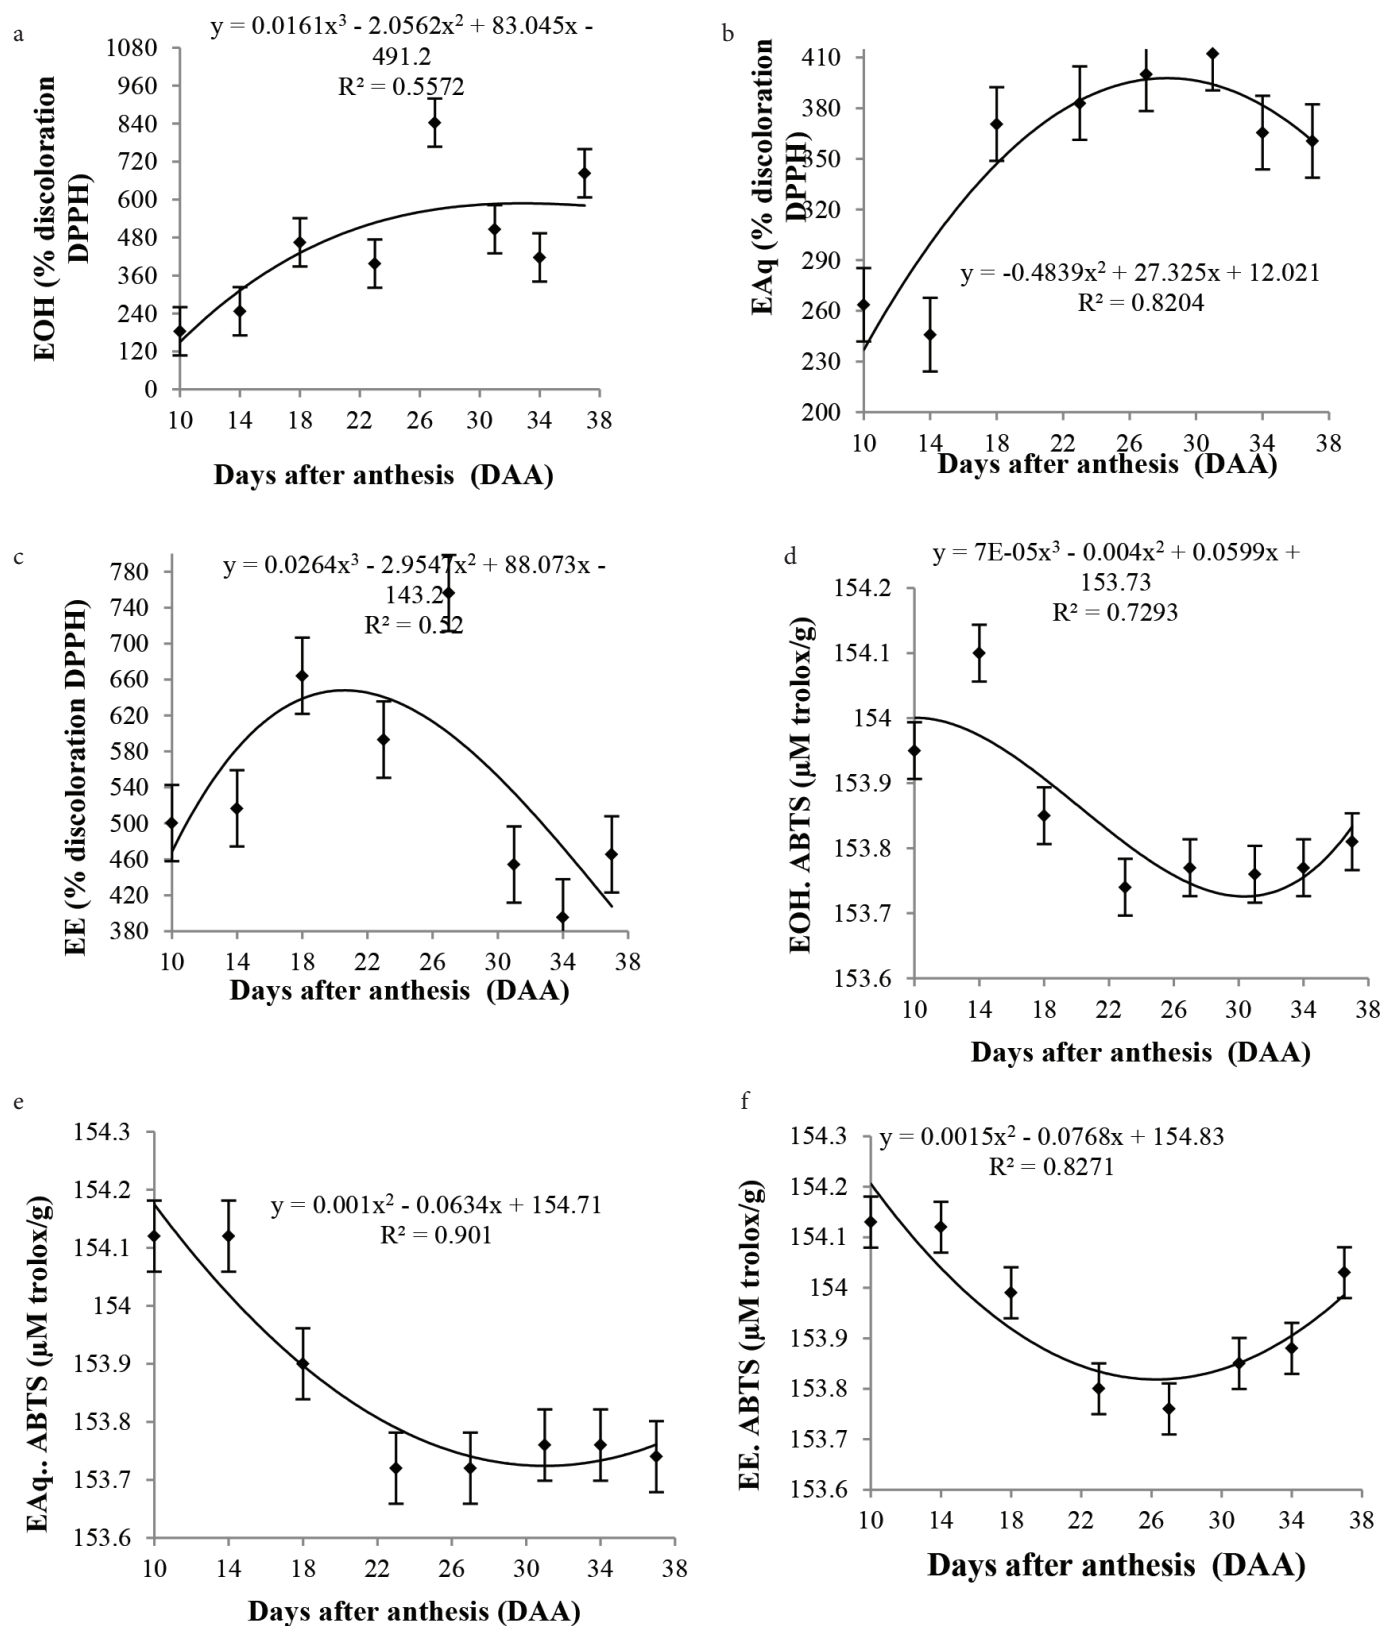 a
y = 0.0161x³ - 2.0562x² + 83.045x -
491.2
R² = 0.5572
EOH (% discoloration
DPPH)
1080
960
840
720
600
480
360
240
120
0
10 14 18 22 26 30 34 38
Days after anthesis (DAA)
b
EAq (% discoloration
DPPH)
410
380
350
320
290
260
230
200
y = -0.4839x² + 27.325x + 12.021
R² = 0.8204
10 14 18 22 26 30 34 38
Days after anthesis (DAA)
c
y = 0.0264x³ - 2.9547x² + 88.073x -
143.2
R² = 0.52
EE (% discoloration DPPH)
780
740
700
660
620
580
540
500
460
420
380
10 14 18 22 26 30 34 38
Days after anthesis (DAA)
d
y = 7E-05x³ - 0.004x² + 0.0599x +
153.73
R² = 0.7293
EOH. ABTS (µM trolox/g)
154.2
154.1
154
153.9
153.8
153.7
153.6
10 14 18 22 26 30 34 38
Days after anthesis (DAA)
e
EAq.. ABTS (µM trolox/g)
154.3
154.2
154.1
154
153.9
153.8
153.7
153.6
y = 0.001x² - 0.0634x + 154.71
R² = 0.901
10 14 18 22 26 30 34 38
Days after anthesis (DAA)
f
y = 0.0015x² - 0.0768x + 154.83
R² = 0.8271
EE. ABTS (µM trolox/g)
154.3
154.2
154.1
154
153.9
153.8
153.7
153.6
10 14 18 22 26 30 34 38
Days after anthesis (DAA)